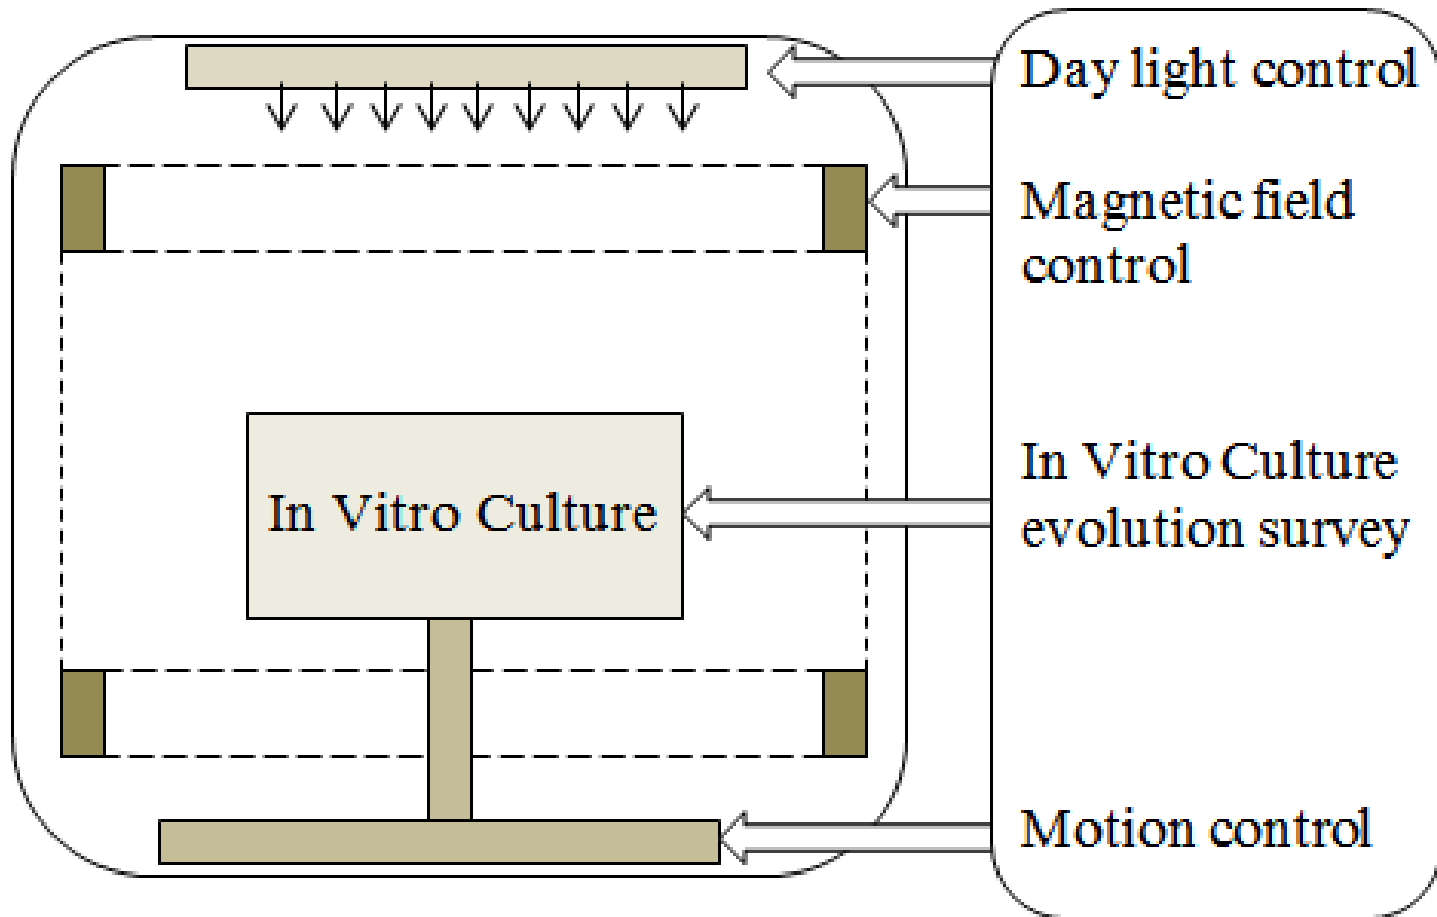 Day light control
Magnetic field
control
In Vitro Culture
evolution survey
In Vitro Culture
Motion control